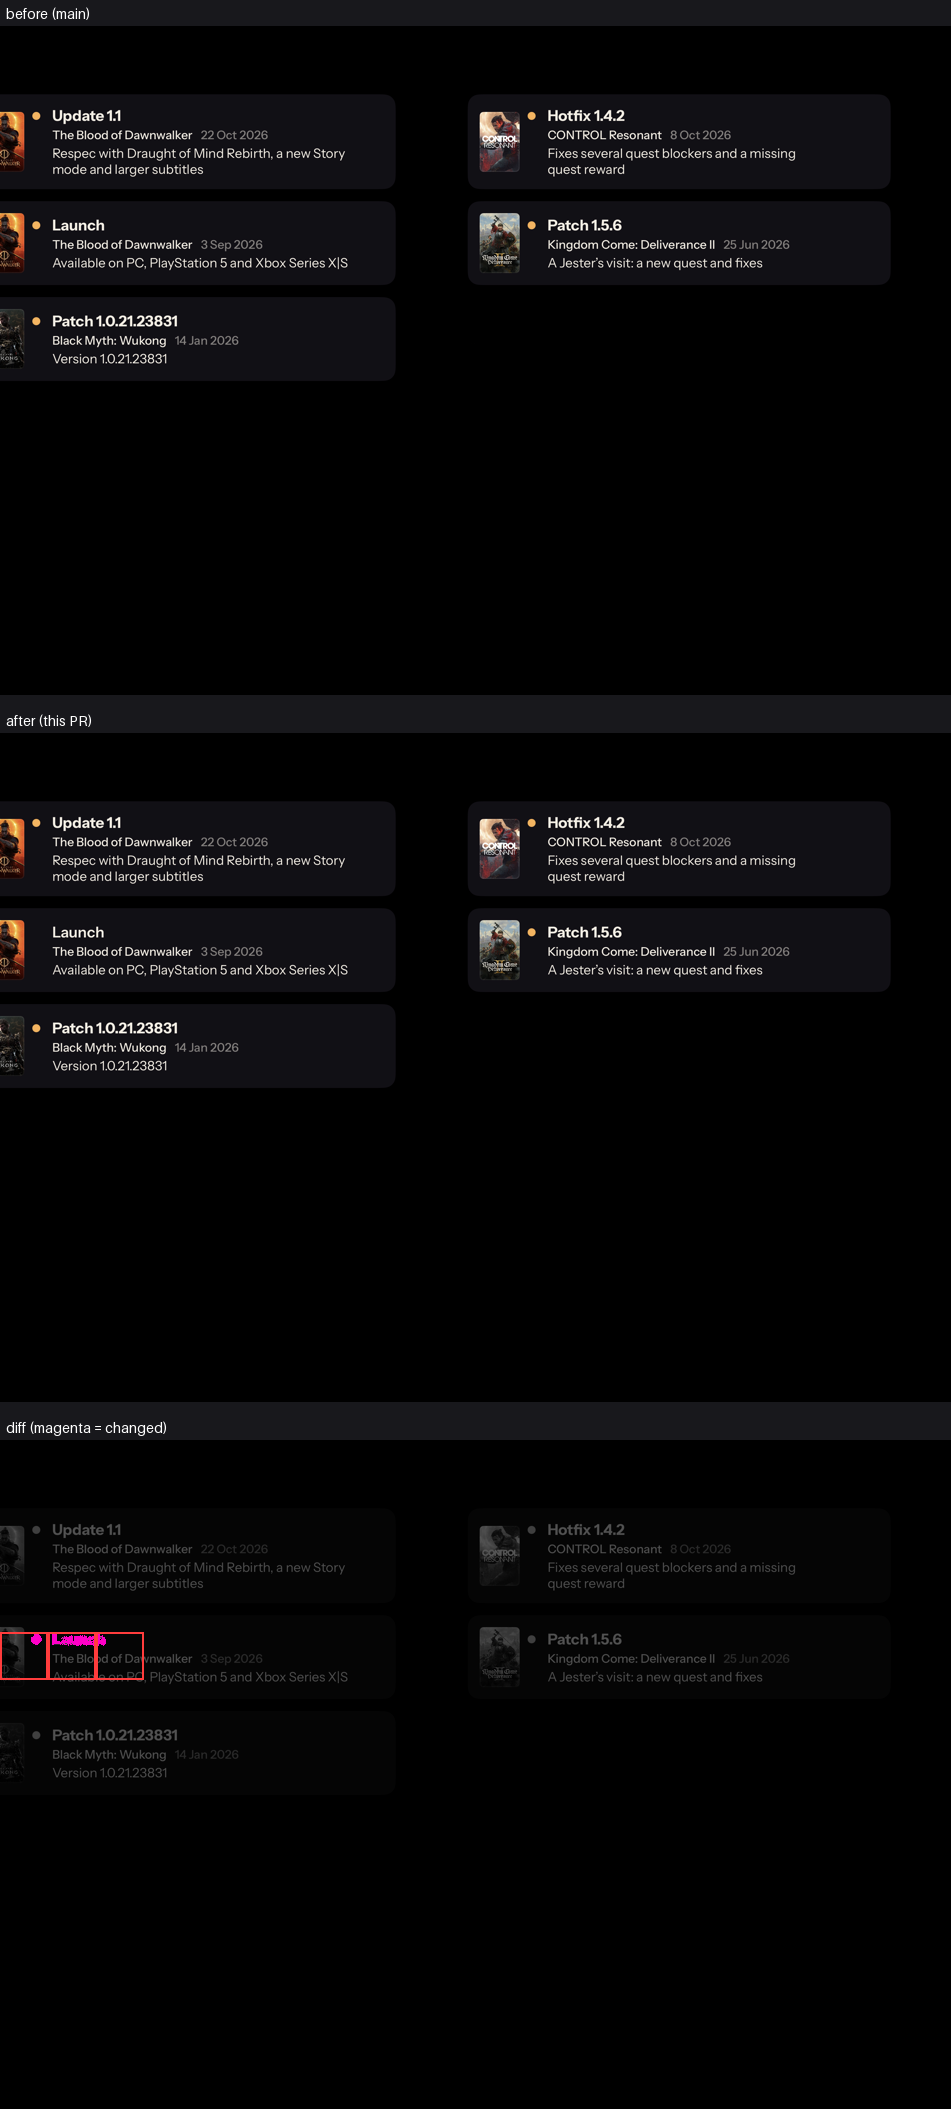 before (main)
Update 1.1
The Blood of Dawnwalker 22 Oct 2026
Respec with Draught of Mind Rebirth, a new Story
mode and larger subtitles
Launch
The Blood of Dawnwalker 3 Sep 2026
Available on PC, PlayStation 5 and Xbox Series X|S
Patch 1.0.21.23831
Black Myth: Wukong 14 Jan 2026
Version 1.0.21.23831
CONTROL
RESONANT
Hotfix 1.4.2
CONTROL Resonant 8 Oct 2026
Fixes several quest blockers and a missing
quest reward
Patch 1.5.6
Kingdom Come: Deliverance II 25 Jun 2026
A Jester's visit: a new quest and fixes
after (this PR)
Update 1.1
The Blood of Dawnwalker 22 Oct 2026
Respec with Draught of Mind Rebirth, a new Story
mode and larger subtitles
Launch
The Blood of Dawnwalker 3 Sep 2026
Available on PC, PlayStation 5 and Xbox Series X|S
Patch 1.0.21.23831
Black Myth: Wukong 14 Jan 2026
Version 1.0.21.23831
CONTROL
RESONANT
Hotfix 1.4.2
CONTROL Resonant 8 Oct 2026
Fixes several quest blockers and a missing
quest reward
Patch 1.5.6
Kingdom Come: Deliverance II 25 Jun 2026
A Jester's visit: a new quest and fixes
diff (magenta = changed)
Update 1.1
The Blood of Dawnwalker 22 Oct 2026
Respec with Draught of Mind Rebirth, a new Story
mode and larger subtitles
Launch
The Blood of Dawnwalker 3 Sep 2026
Available on PC, PlayStation 5 and Xbox Series X|S
Patch 1.0.21.23831
Black Myth: Wukong 14 Jan 2026
Version 1.0.21.23831
CONTROL
RESONANT
Hotfix 1.4.2
CONTROL Resonant 8 Oct 2026
Fixes several quest blockers and a missing
quest reward
Patch 1.5.6
Kingdom Come: Deliverance II 25 Jun 2026
A Jester's visit: a new quest and fixes